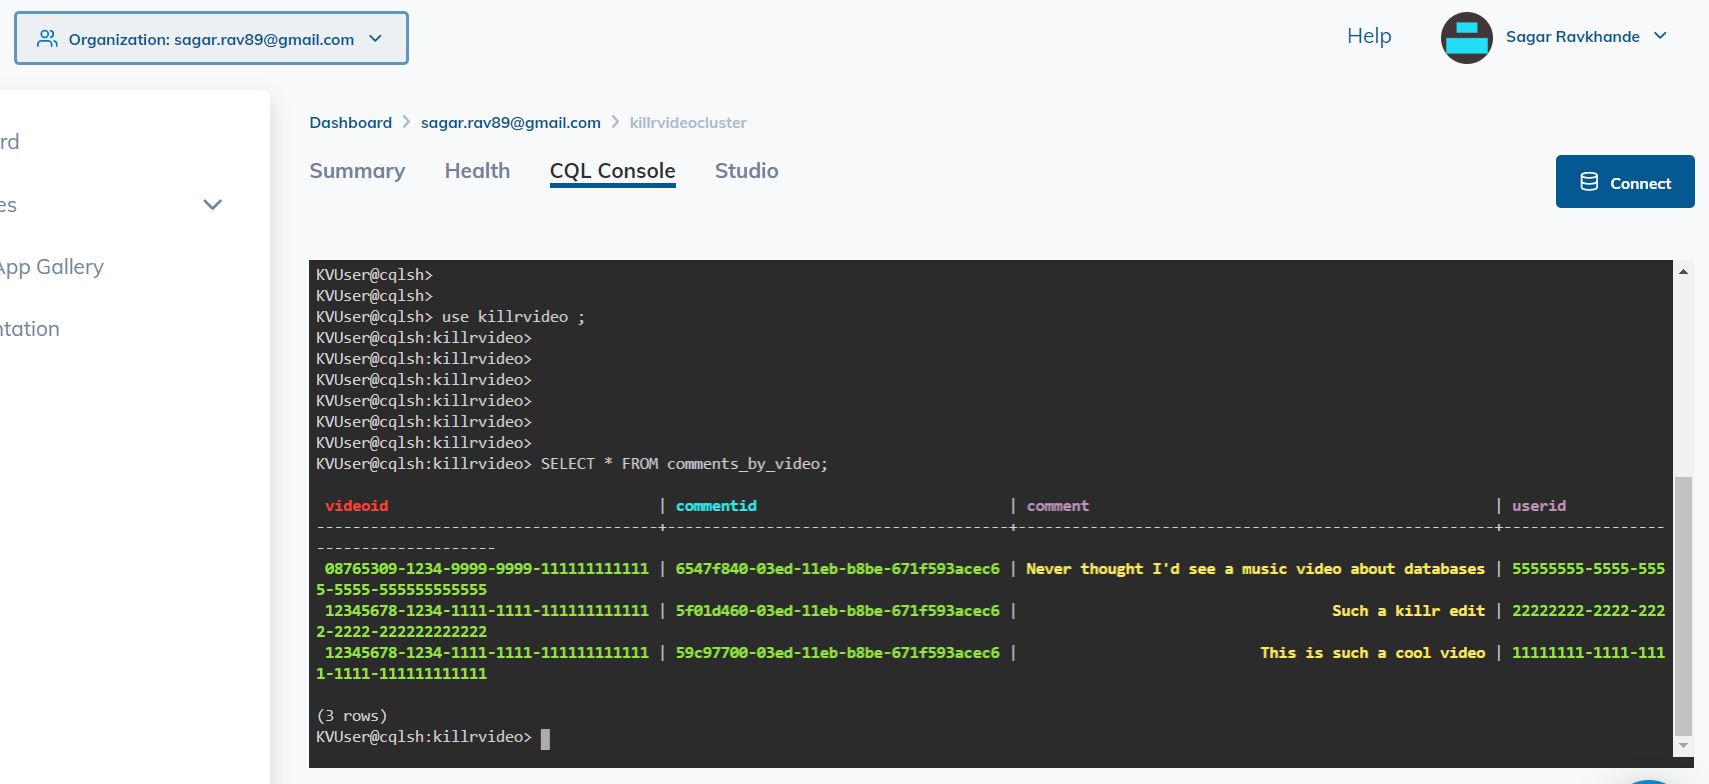 Organization: sagar.rav89@gmail.com
Help
Sagar Ravkhande
rd
es
App Gallery
ntation
Dashboard > sagar.rav89@gmail.com > killrvideocluster
Summary Health CQL Console Studio
Connect
KVUser@cqlsh>
KVUser@cqlsh>
KVUser@cqlsh> use killrvideo ;
KVUser@cqlsh:killrvideo>
KVUser@cqlsh:killrvideo>
KVUser@cqlsh:killrvideo>
KVUser@cqlsh:killrvideo>
KVUser@cqlsh:killrvideo>
KVUser@cqlsh:killrvideo>
KVUser@cqlsh:killrvideo> SELECT * FROM comments_by_video;
videoid | commentid | comment | userid
--------------------------------------+--------------------------------------+-----------------------------------------------------+------------------
--------------------
08765309-1234-9999-9999-111111111111 | 6547f840-03ed-11eb-b8be-671f593acec6 | Never thought I'd see a music video about databases | 55555555-5555-555
5-5555-555555555555
12345678-1234-1111-1111-111111111111 | 5f01d460-03ed-11eb-b8be-671f593acec6 | Such a killr edit | 22222222-2222-222
2-2222-222222222222
12345678-1234-1111-1111-111111111111 | 59c97700-03ed-11eb-b8be-671f593acec6 | This is such a cool video | 11111111-1111-111
1-1111-111111111111
(3 rows)
KVUser@cqlsh:killrvideo>